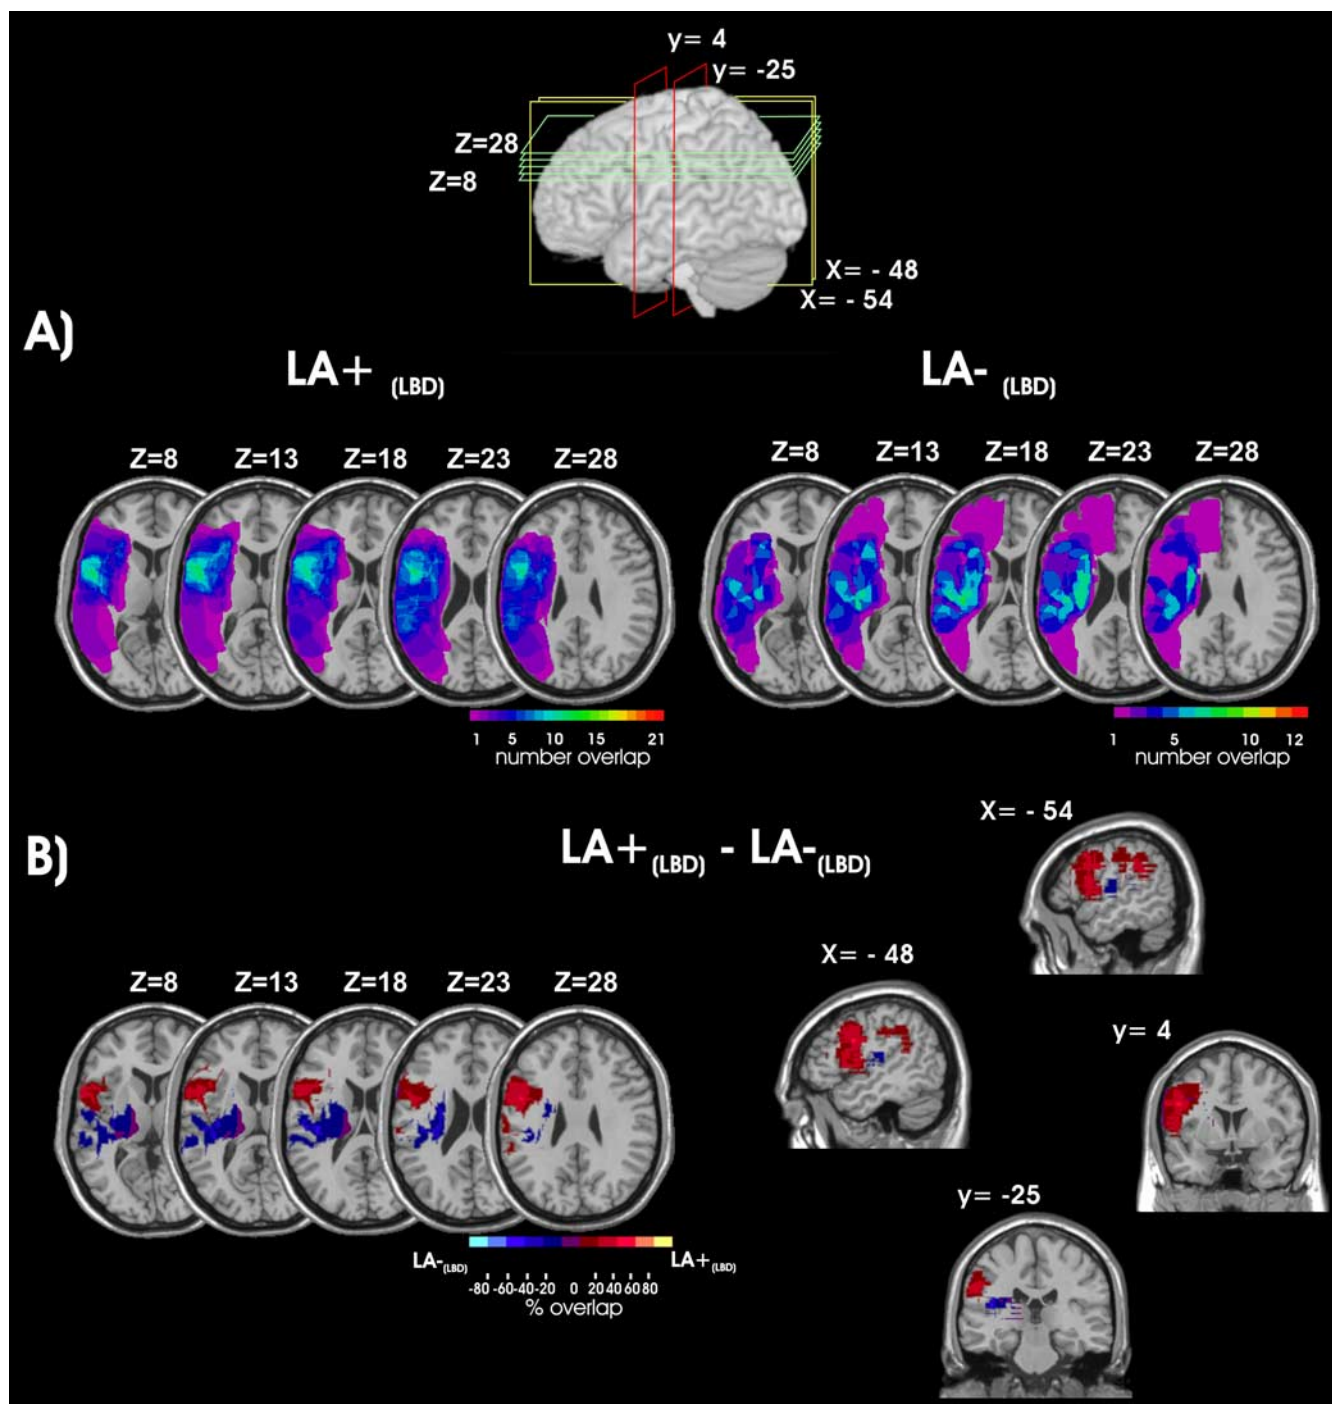 y= 4
y= -25
Z=28
Z=8
X= - 48
X= - 54
A)
LA+ (LBD)
LA- (LBD)
Z=8 Z=13 Z=18 Z=23 Z=28
Z=8 Z=13 Z=18 Z=23 Z=28
1 5 10 15 21
number overlap
1 5 10 12
number overlap
B)
LA+(LBD) - LA-(LBD)
X= - 54
X= - 48
Z=8 Z=13 Z=18 Z=23 Z=28
y= 4
y= -25
LA-(LBD) LA+(LBD)
-80 -60 -40 -20 0 20 40 60 80
% overlap